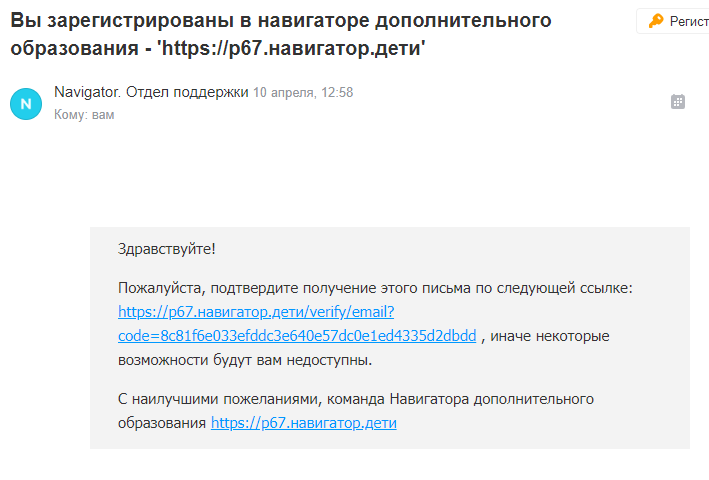 Вы зарегистрированы в навигаторе дополнительного
образования - 'https://р67.навигатор.дети'
Регист
N
Navigator. Отдел поддержки 10 апреля, 12:58
Кому: вам
Здравствуйте!
Пожалуйста, подтвердите получение этого письма по следующей ссылке:
https://р67.навигатор.дети/verify/email?
code=8c81f6e033efddc3e640e57dc0e1ed4335d2dbdd , иначе некоторые
возможности будут вам недоступны.
С наилучшими пожеланиями, команда Навигатора дополнительного
образования https://р67.навигатор.дети